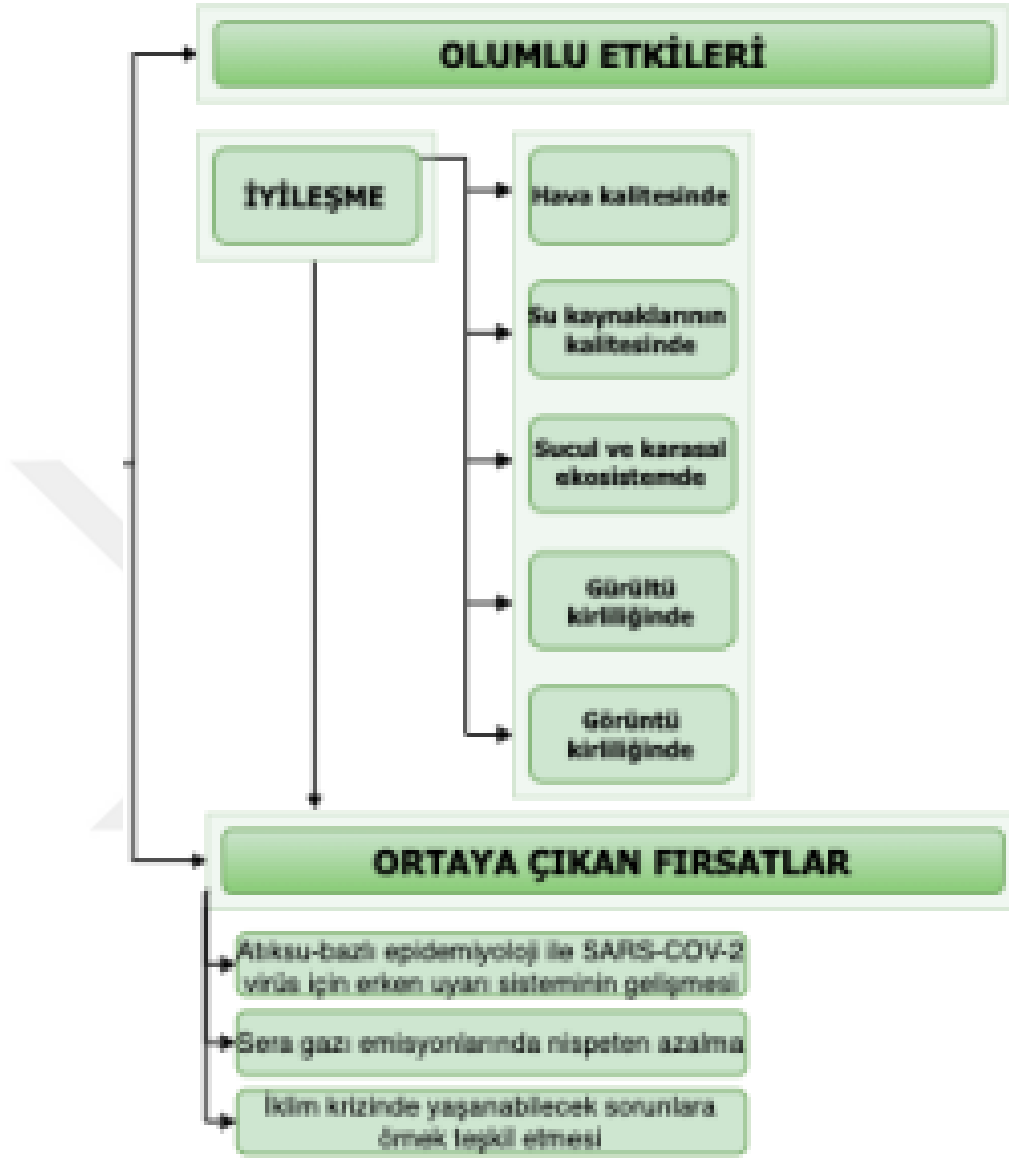 OLUMLU ETKİLERİ
İYİLEŞME
Hava kalitesinde
Su kaynaklarının
kalitesinde
Sucul ve karasal
ekosistemde
Gürültü
kirliliğinde
Görüntü
kirliliğinde
ORTAYA ÇIKAN FIRSATLAR
Atıksu-bazlı epidemiyoloji ile SARS-COV-2
virüs için erken uyarı sisteminin gelişmesi
Sera gazı emisyonlarında nispeten azalma
İklim krizinde yaşanabilecek sorunlara
örnek teşkil etmesi